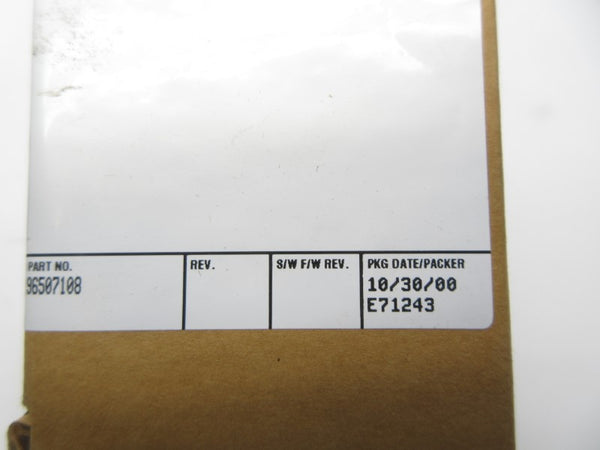 PART NO.
96507108
REV.
S/W F/W REV.
PKG DATE/PACKER
10/30/00
E71243